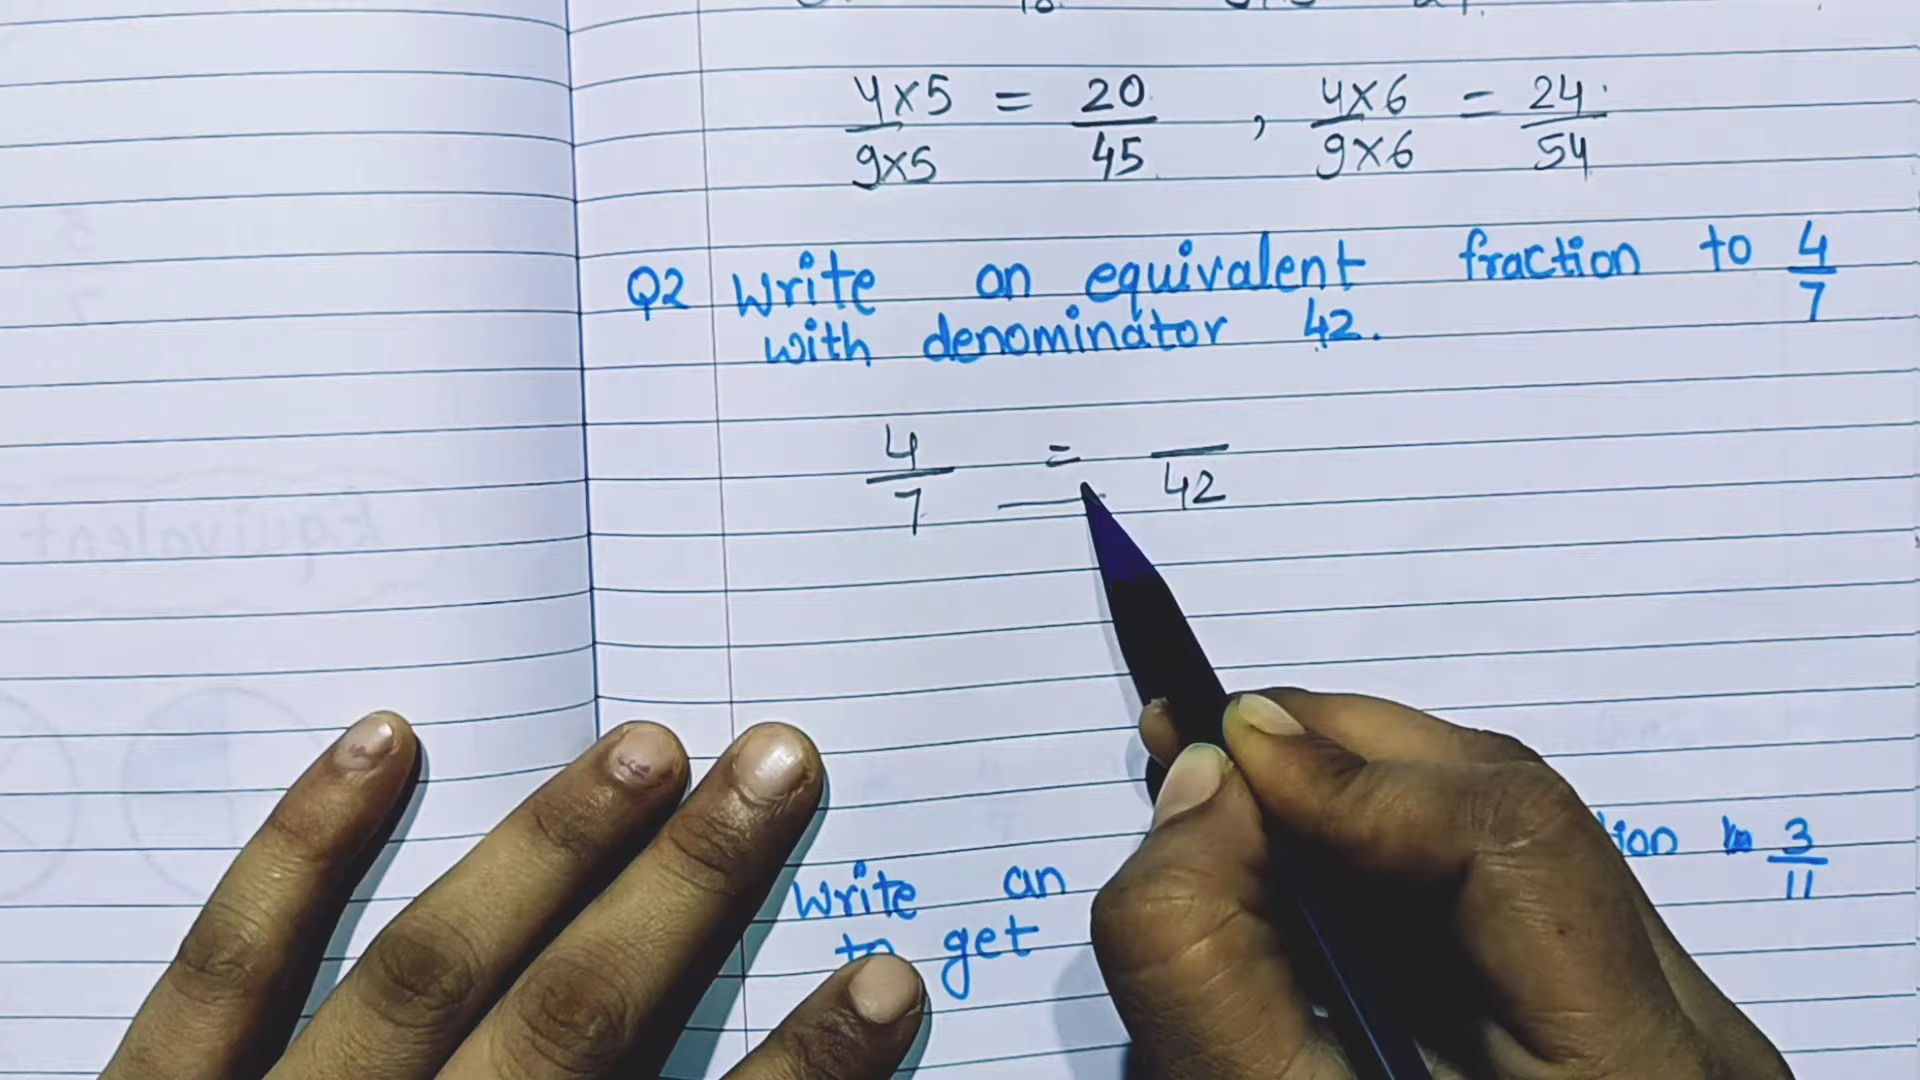 4×5 = 20 , 4×6 = 24
9×5 45 9×6 54
Q2 Write an equivalent fraction to 4/7
with denominator 42.
4/7 = /42
Write an 3/11
to get